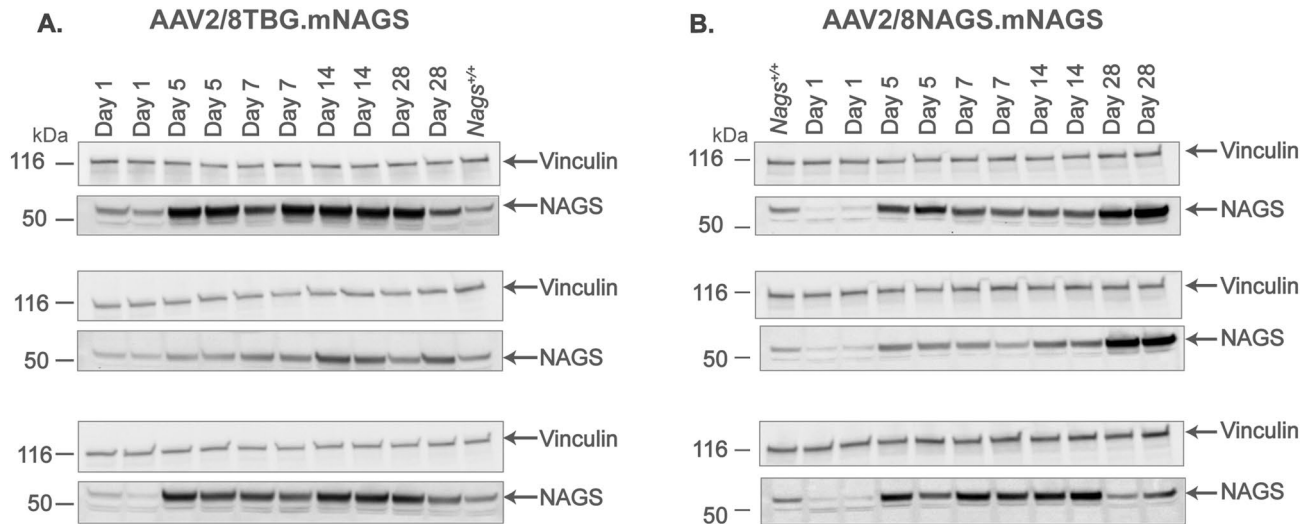 A. AAV2/8TBG.mNAGS
Day 1 Day 1 Day 5 Day 5 Day 7 Day 7 Day 14 Day 14 Day 28 Day 28 Nags+/+
kDa
116 Vinculin
50 NAGS
116 Vinculin
50 NAGS
116 Vinculin
50 NAGS
B. AAV2/8NAGS.mNAGS
Nags+/+ Day 1 Day 1 Day 5 Day 5 Day 7 Day 7 Day 14 Day 14 Day 28 Day 28
kDa
116 Vinculin
50 NAGS
116 Vinculin
50 NAGS
116 Vinculin
50 NAGS